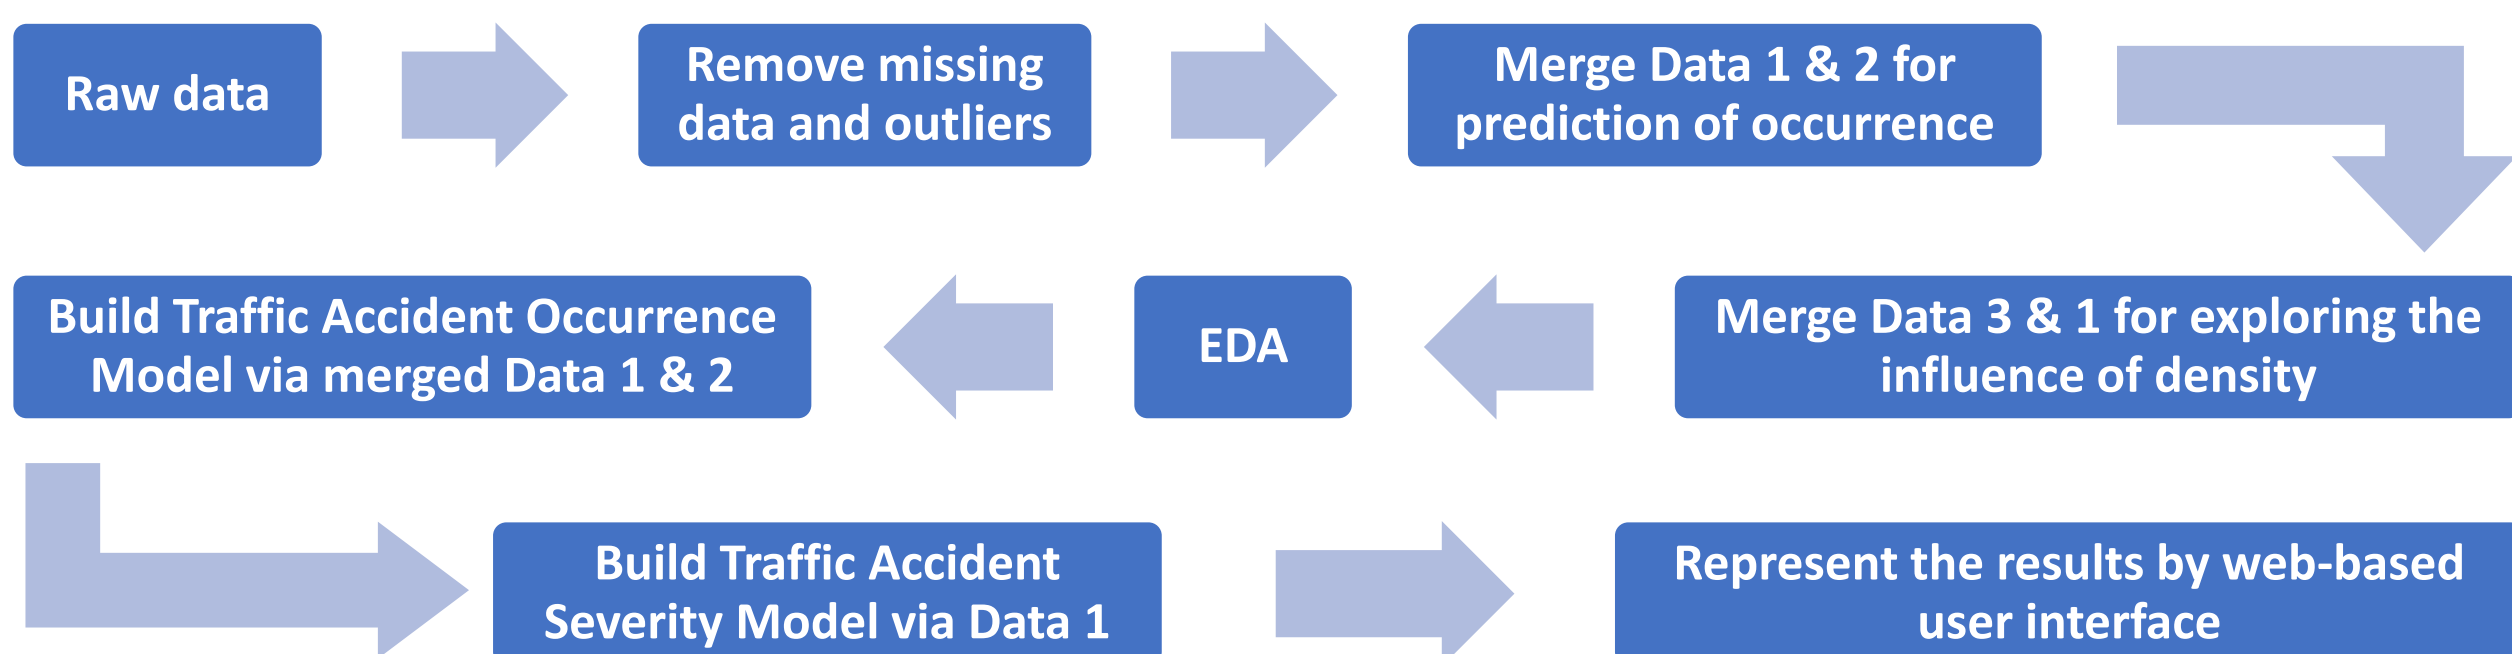 Raw data
Remove missing
data and outliers
Merge Data 1 & 2 for
prediction of occurrence
Merge Data 3 & 1 for exploring the
influence of density
EDA
Build Traffic Accident Occurrence
Model via merged Data 1 & 2
Build Traffic Accident
Severity Model via Data 1
Represent the results by web-based
user interface